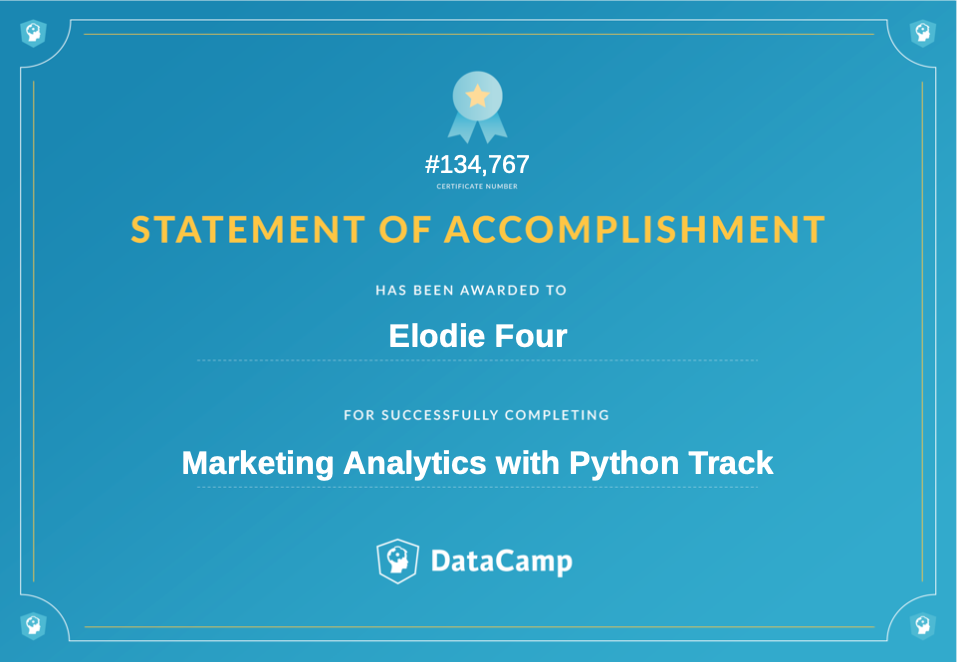 #134,767
CERTIFICATE NUMBER
STATEMENT OF ACCOMPLISHMENT
HAS BEEN AWARDED TO
Elodie Four
FOR SUCCESSFULLY COMPLETING
Marketing Analytics with Python Track
DataCamp